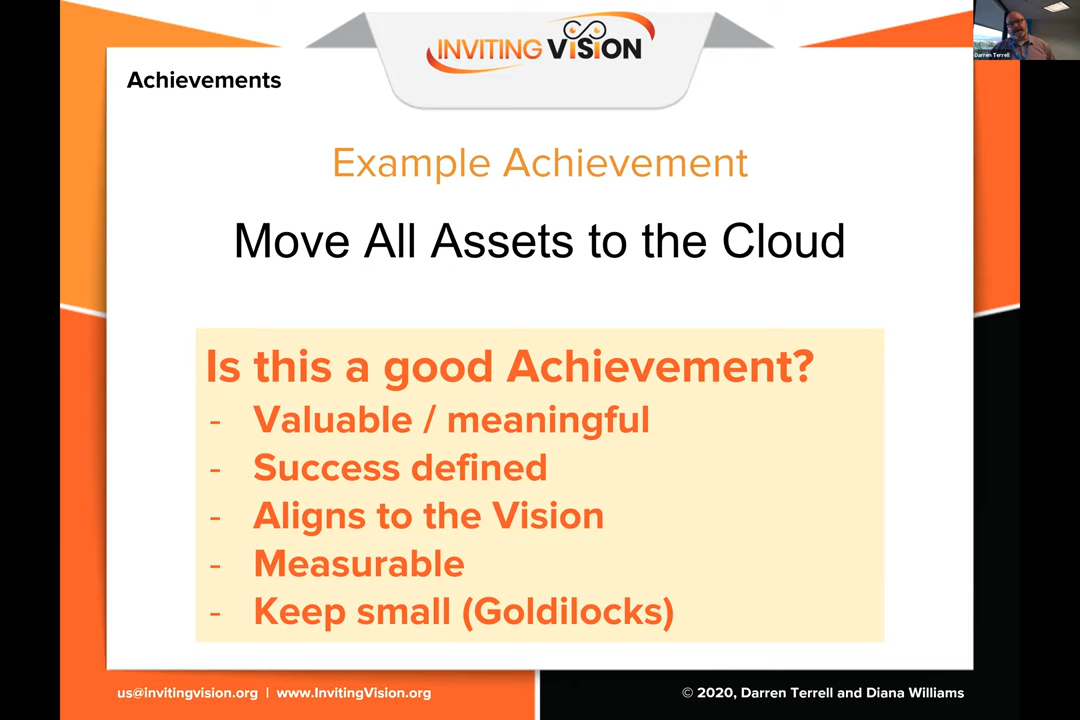 INVITING VISION
Darren Terrell
Achievements
Example Achievement
Move All Assets to the Cloud
Is this a good Achievement?
- Valuable / meaningful
- Success defined
- Aligns to the Vision
- Measurable
- Keep small (Goldilocks)
us@invitingvision.org | www.InvitingVision.org
© 2020, Darren Terrell and Diana Williams